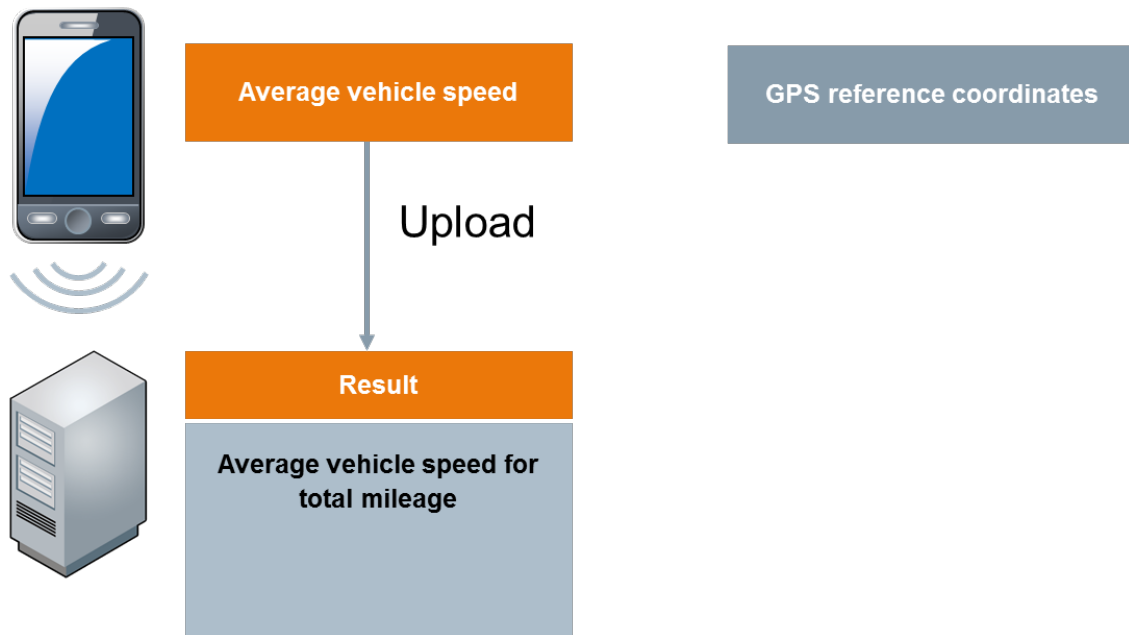 Average vehicle speed
GPS reference coordinates
Upload
Result
Average vehicle speed for
total mileage